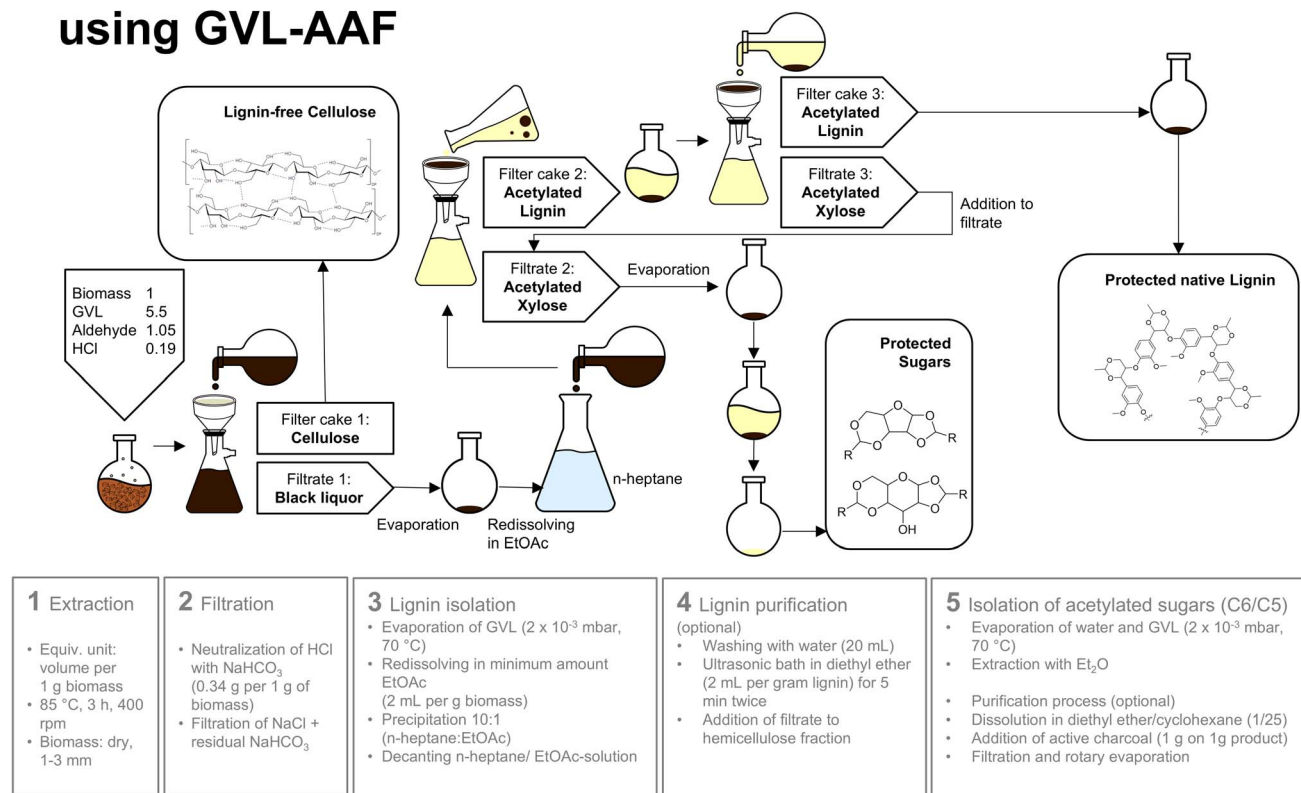 using GVL-AAF
Lignin-free Cellulose
Filter cake 2:
Acetylated
Lignin
Filter cake 3:
Acetylated
Lignin
Filtrate 3:
Acetylated
Xylose
Addition to
filtrate
Filtrate 2:
Acetylated
Xylose
Evaporation
Protected native Lignin
Biomass 1
GVL 5.5
Aldehyde 1.05
HCl 0.19
Filter cake 1:
Cellulose
Filtrate 1:
Black liquor
Evaporation
Redissolving
in EtOAc
n-heptane
Protected
Sugars
R
R
R
R
OH
1 Extraction
• Equiv. unit:
volume per
1 g biomass
• 85 °C, 3 h, 400
rpm
• Biomass: dry,
1-3 mm
2 Filtration
• Neutralization of HCl
with NaHCO₃
(0.34 g per 1 g of
biomass)
• Filtration of NaCl +
residual NaHCO₃
3 Lignin isolation
• Evaporation of GVL (2 x 10⁻³ mbar,
70 °C)
• Redissolving in minimum amount
EtOAc
(2 mL per g biomass)
• Precipitation 10:1
(n-heptane:EtOAc)
• Decanting n-heptane/ EtOAc-solution
4 Lignin purification
(optional)
• Washing with water (20 mL)
• Ultrasonic bath in diethyl ether
(2 mL per gram lignin) for 5
min twice
• Addition of filtrate to
hemicellulose fraction
5 Isolation of acetylated sugars (C6/C5)
• Evaporation of water and GVL (2 x 10⁻³ mbar,
70 °C)
• Extraction with Et₂O
• Purification process (optional)
• Dissolution in diethyl ether/cyclohexane (1/25)
• Addition of active charcoal (1 g on 1g product)
• Filtration and rotary evaporation